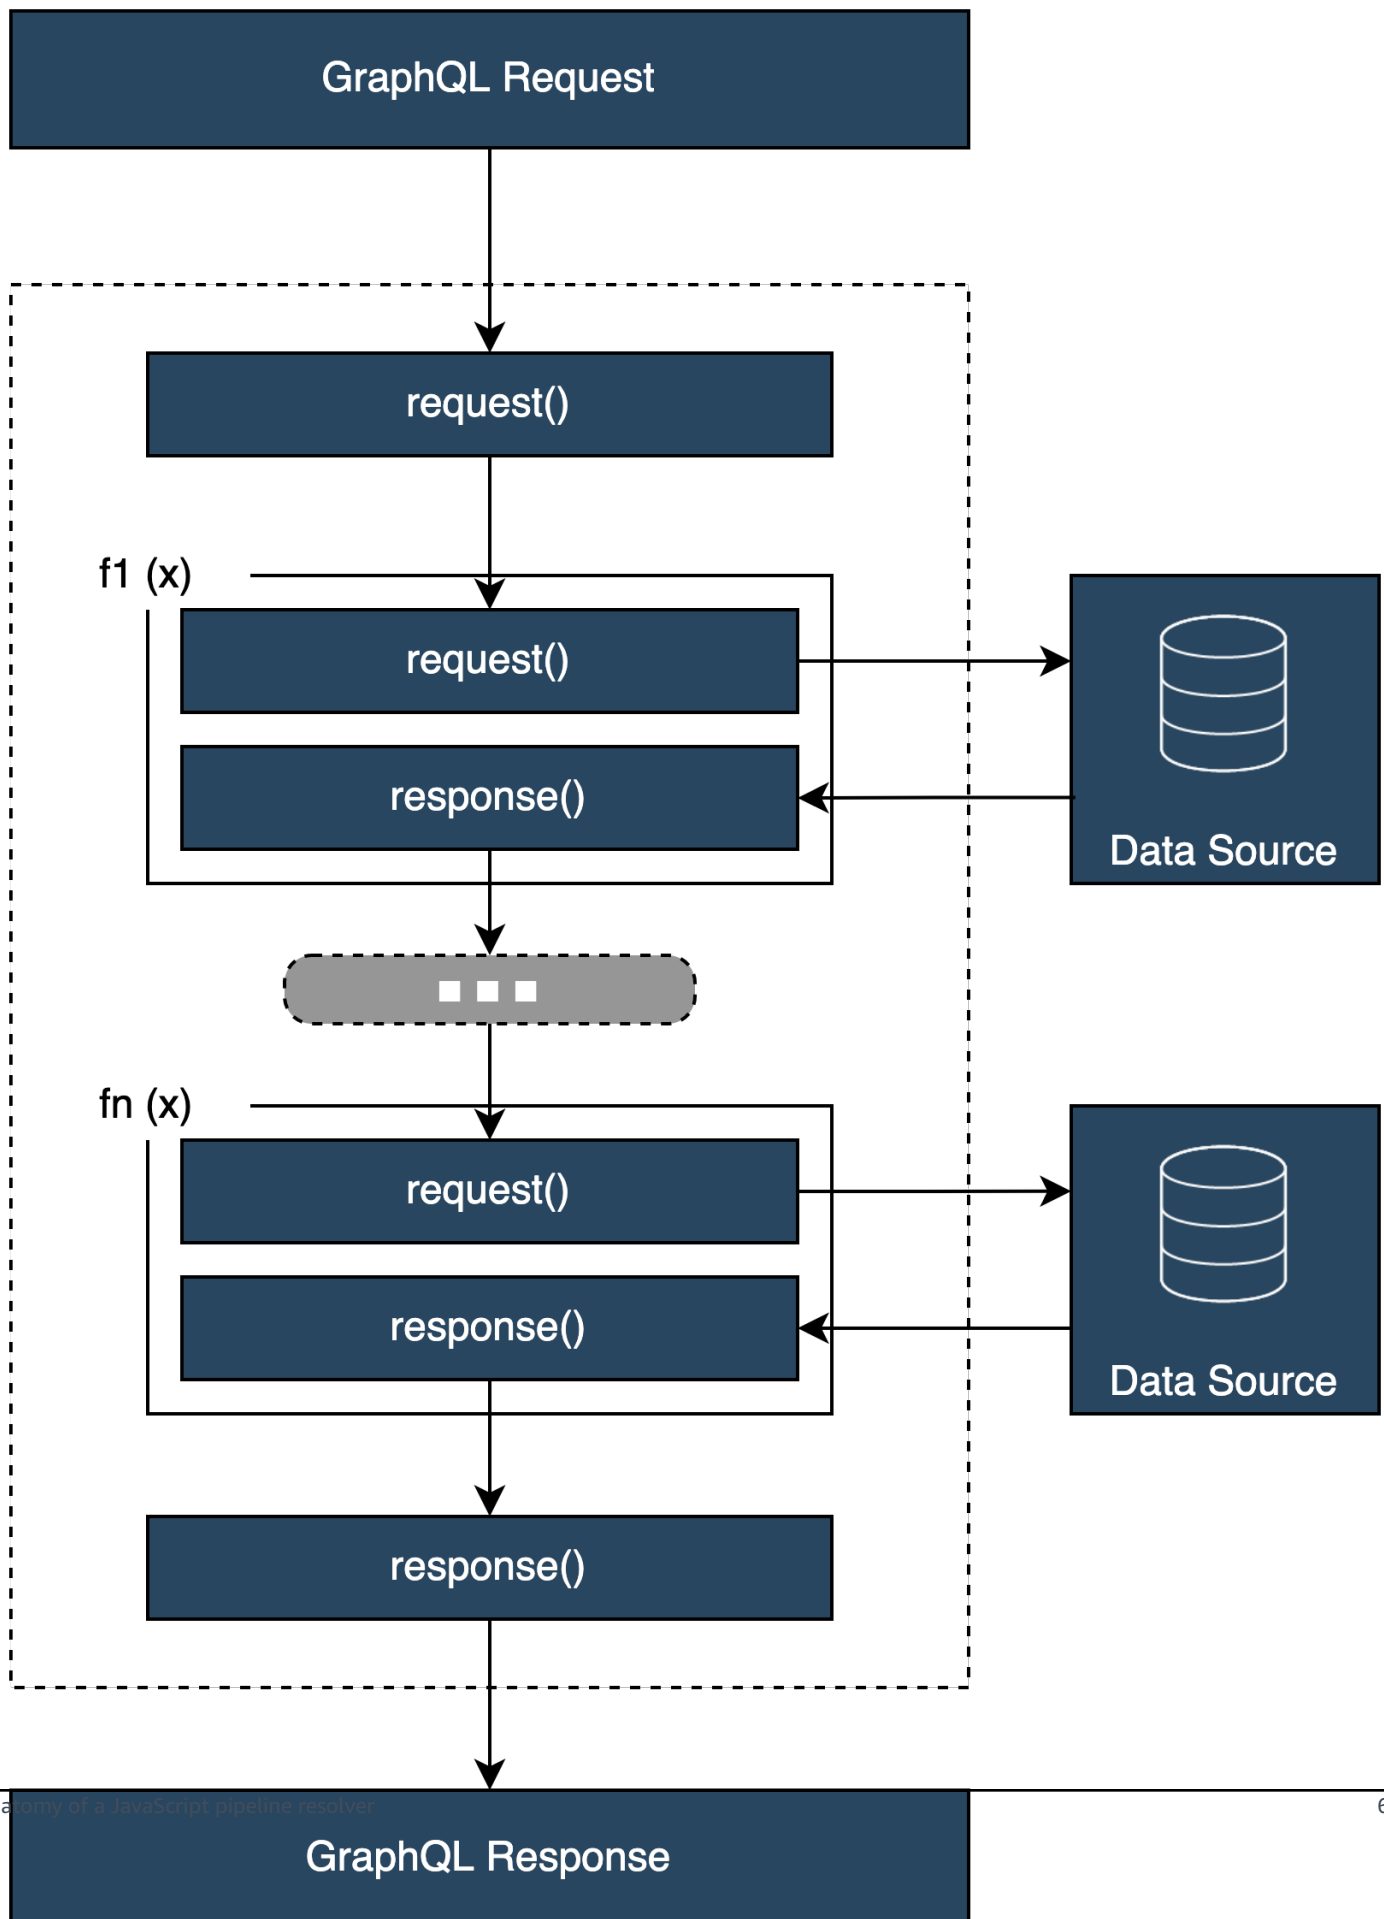 GraphQL Request
request()
f1 (x)
request()
response()
Data Source
fn (x)
request()
response()
Data Source
response()
atomy of a JavaScript pipeline resolver
6
GraphQL Response